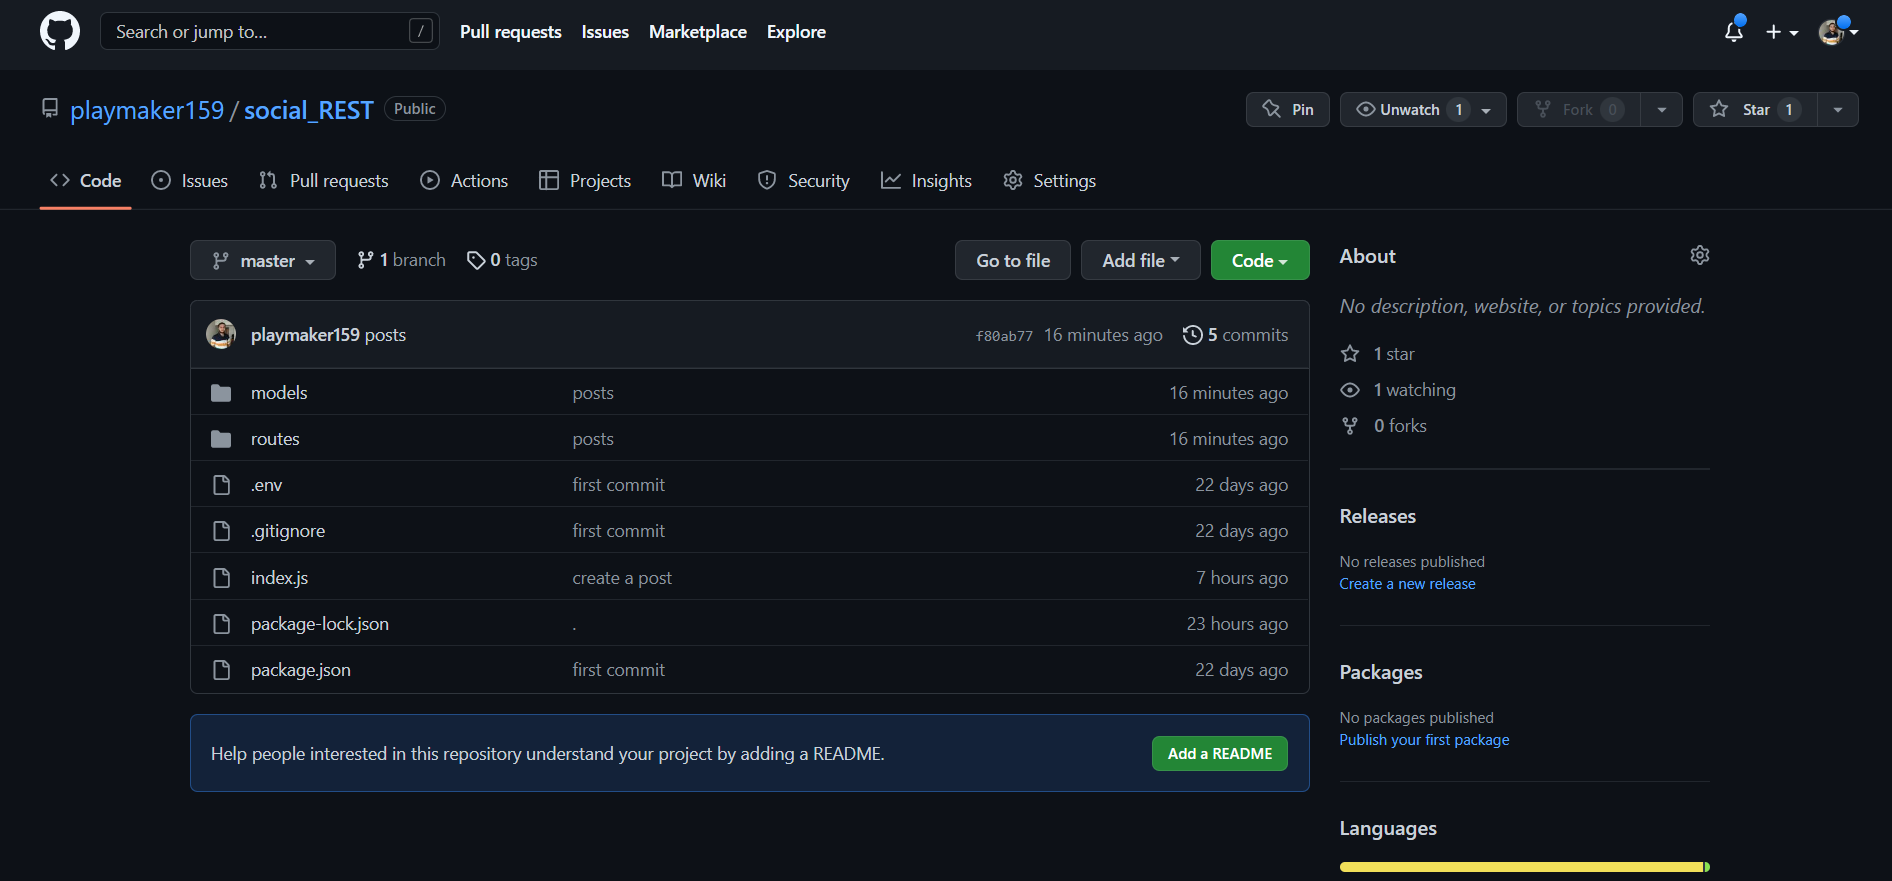 Search or jump to... /
Pull requests Issues Marketplace Explore
playmaker159 / social_REST Public
Pin Unwatch 1 Fork 0 Star 1
Code Issues Pull requests Actions Projects Wiki Security Insights Settings
master 1 branch 0 tags Go to file Add file Code
playmaker159 posts f80ab77 16 minutes ago 5 commits
models posts 16 minutes ago
routes posts 16 minutes ago
.env first commit 22 days ago
.gitignore first commit 22 days ago
index.js create a post 7 hours ago
package-lock.json . 23 hours ago
package.json first commit 22 days ago
Help people interested in this repository understand your project by adding a README. Add a README
About
No description, website, or topics provided.
1 star
1 watching
0 forks
Releases
No releases published
Create a new release
Packages
No packages published
Publish your first package
Languages